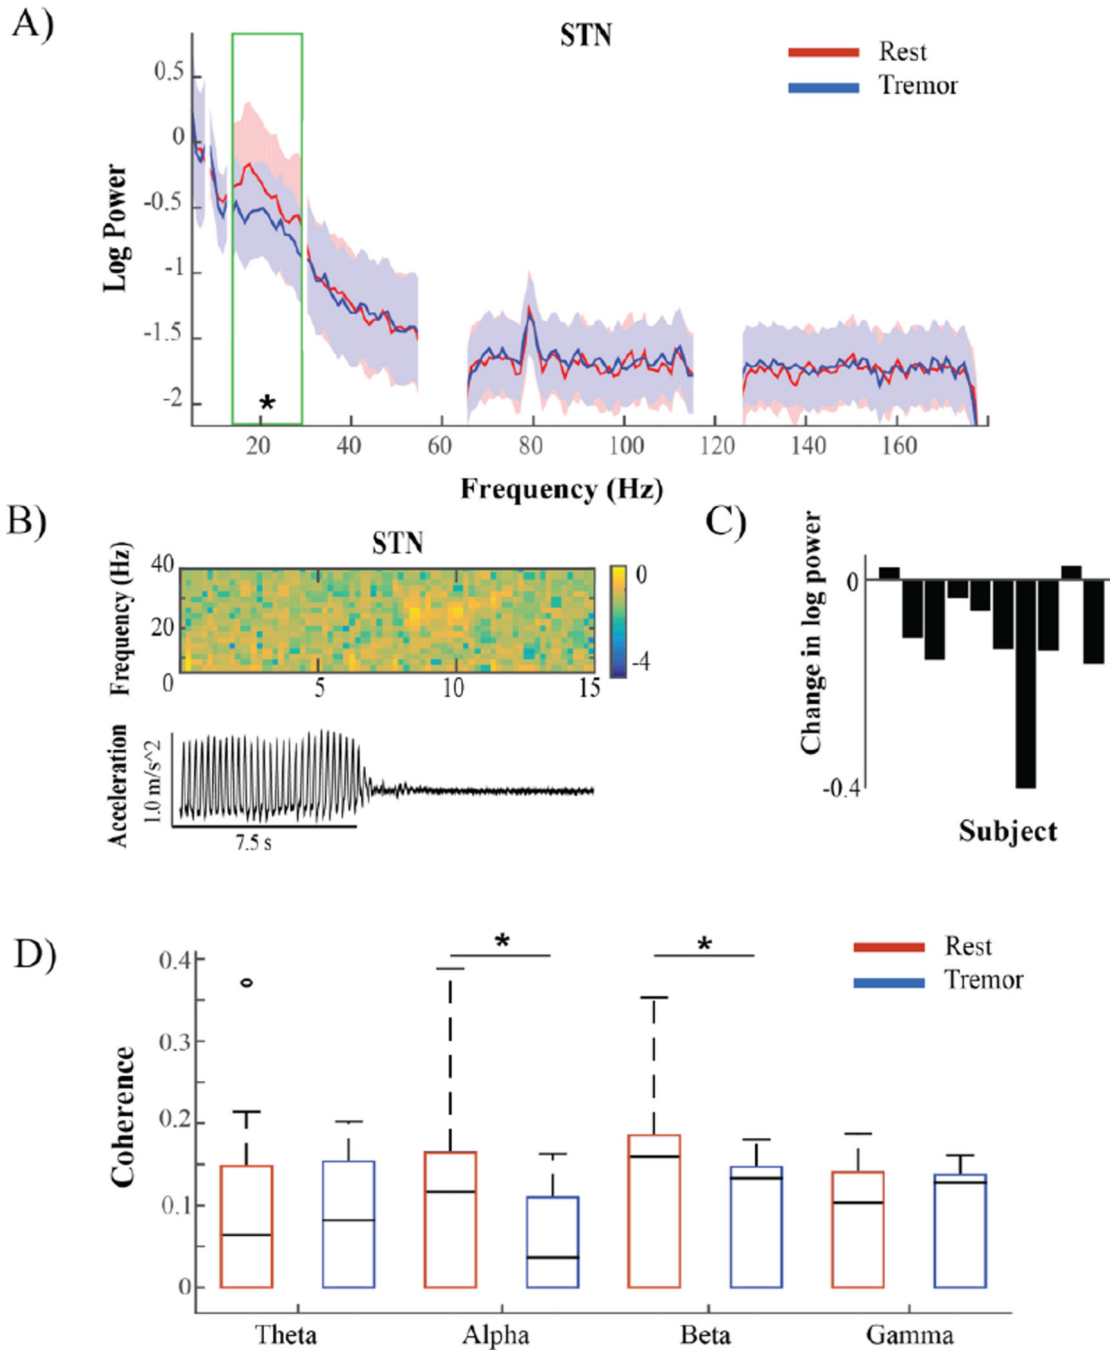 A)
STN
Rest
Tremor
0.5
0
-0.5
-1
-1.5
-2
Log Power
*
20 40 60 80 100 120 140 160
Frequency (Hz)
B)
STN
Frequency (Hz)
40
20
0
5 10 15
0
-4
Acceleration
1.0 m/s^2
7.5 s
C)
Change in log power
0
-0.4
Subject
D)
* *
Rest
Tremor
Coherence
0.4
0.3
0.2
0.1
0
Theta Alpha Beta Gamma